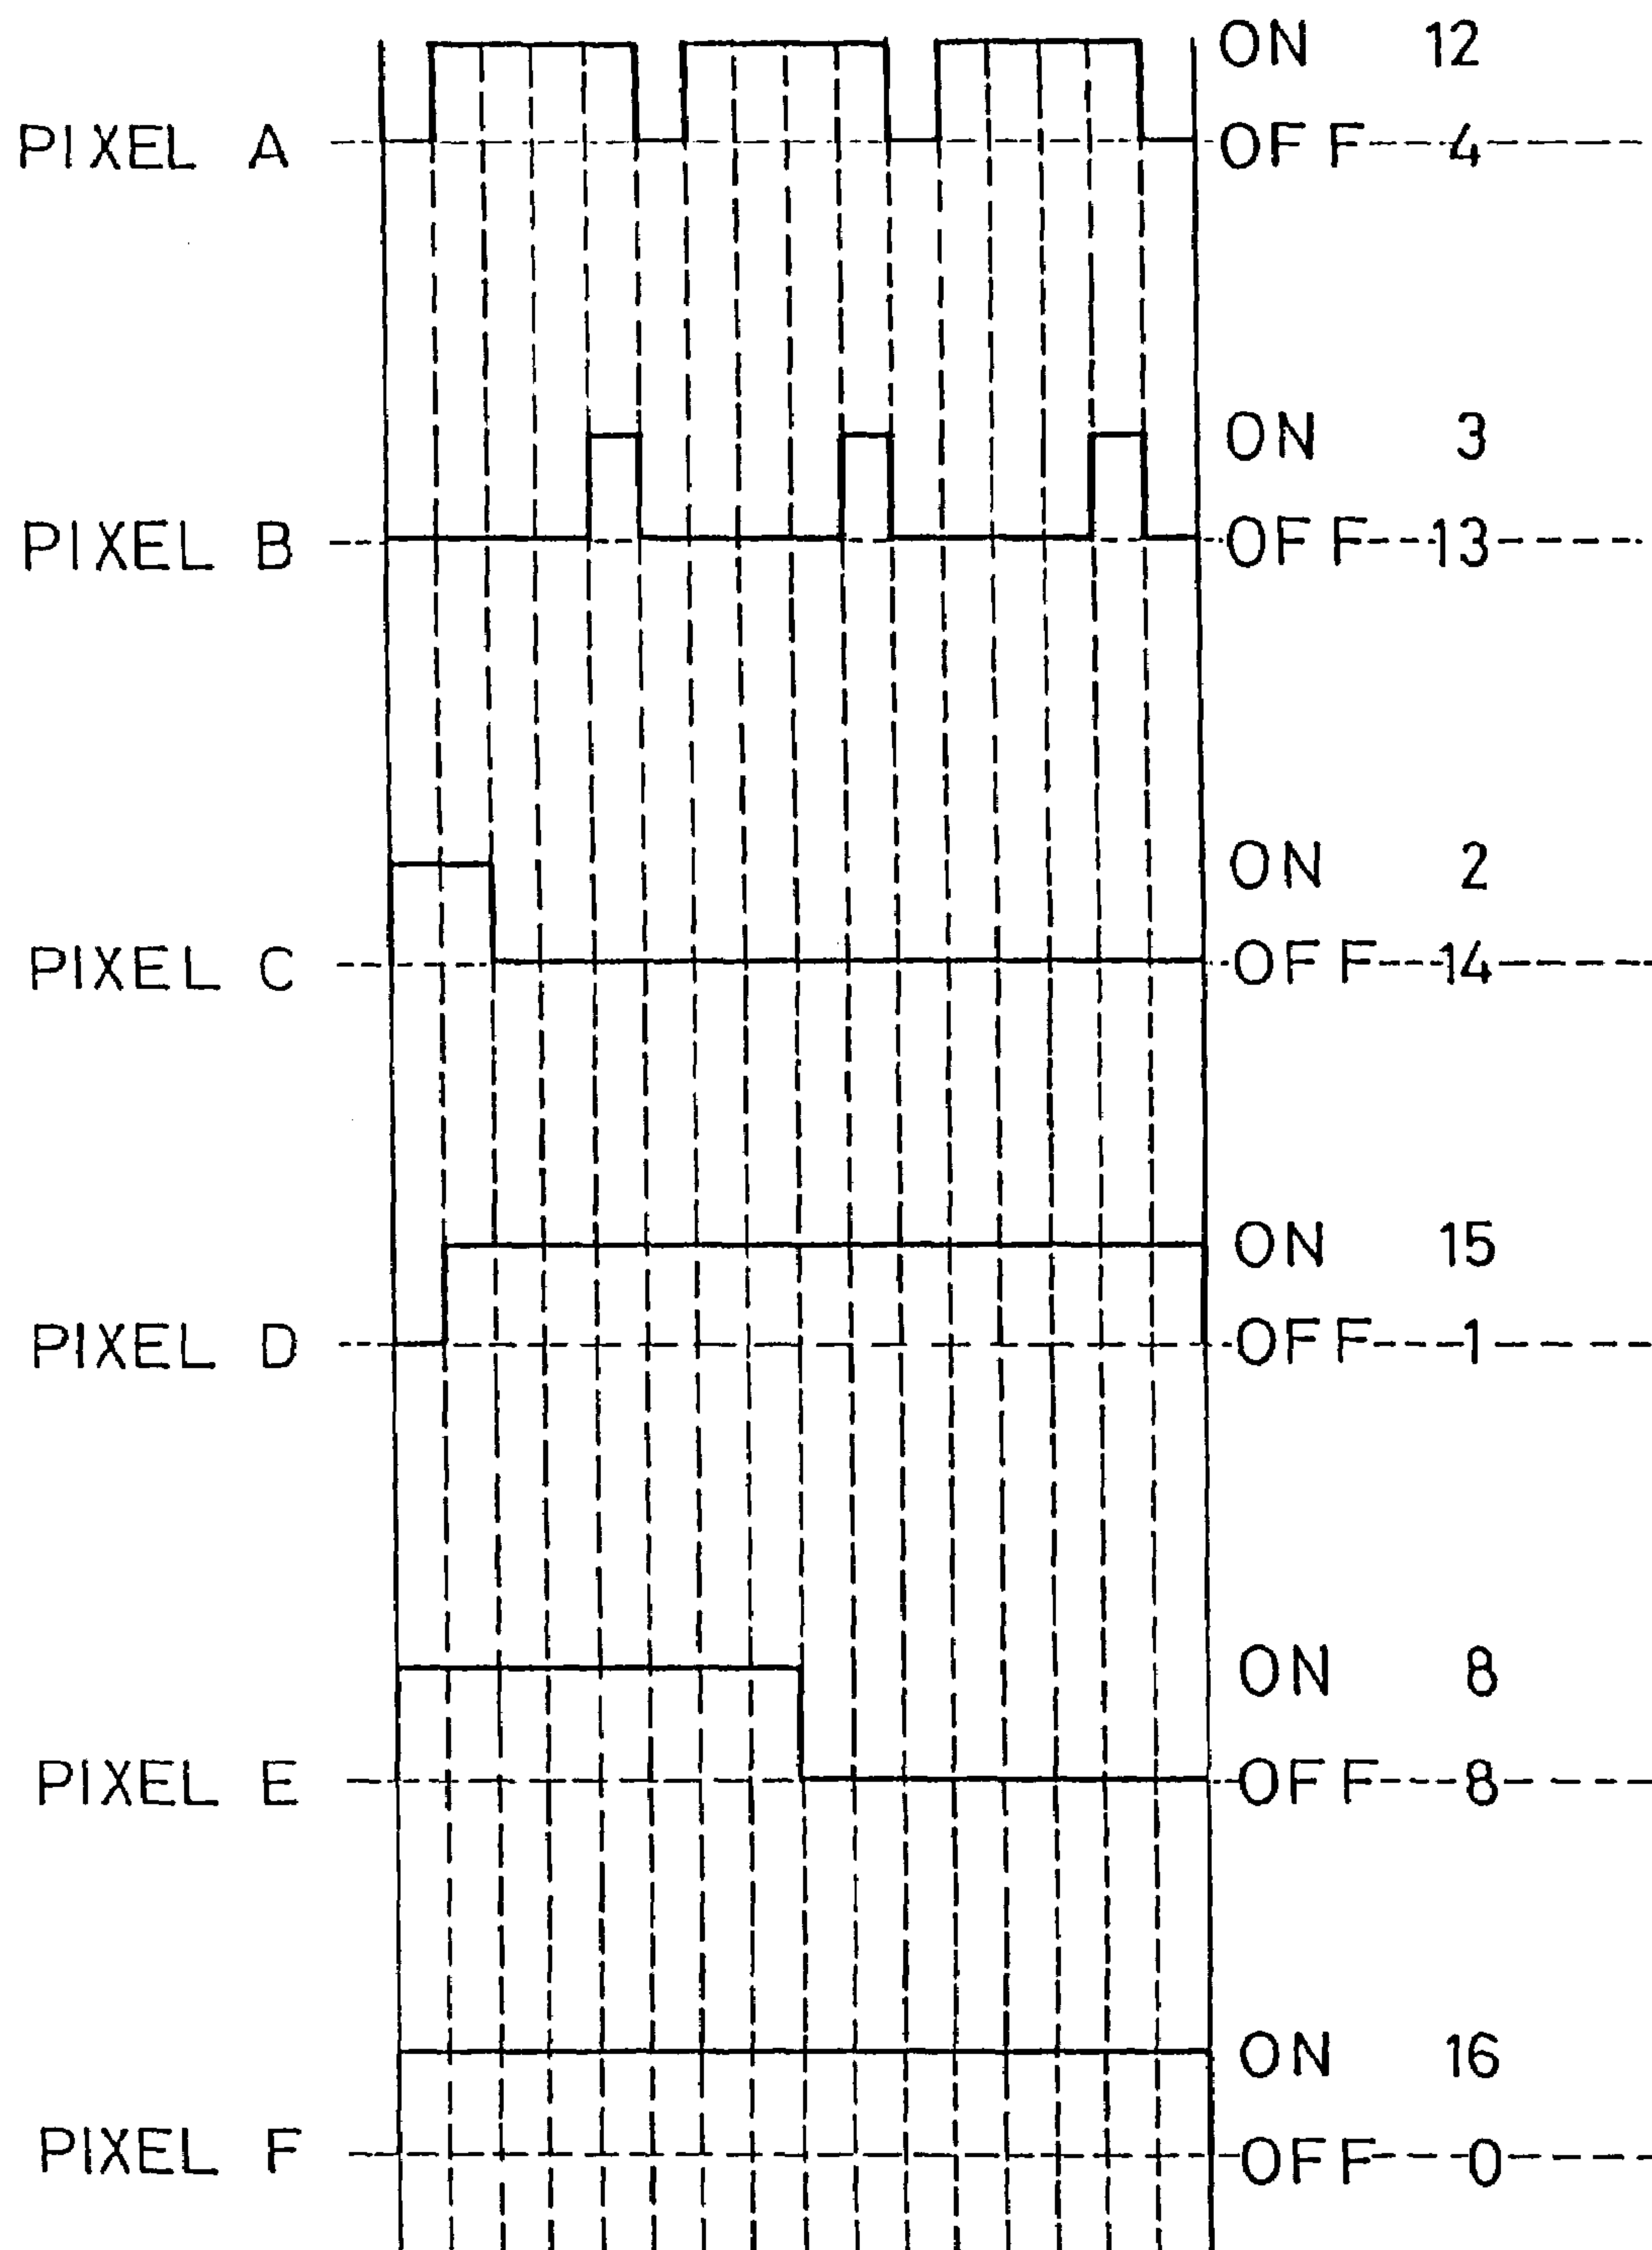 ON 12
PIXEL A OFF 4
ON 3
PIXEL B OFF 13
ON 2
PIXEL C OFF 14
ON 15
PIXEL D OFF 1
ON 8
PIXEL E OFF 8
ON 16
PIXEL F OFF 0